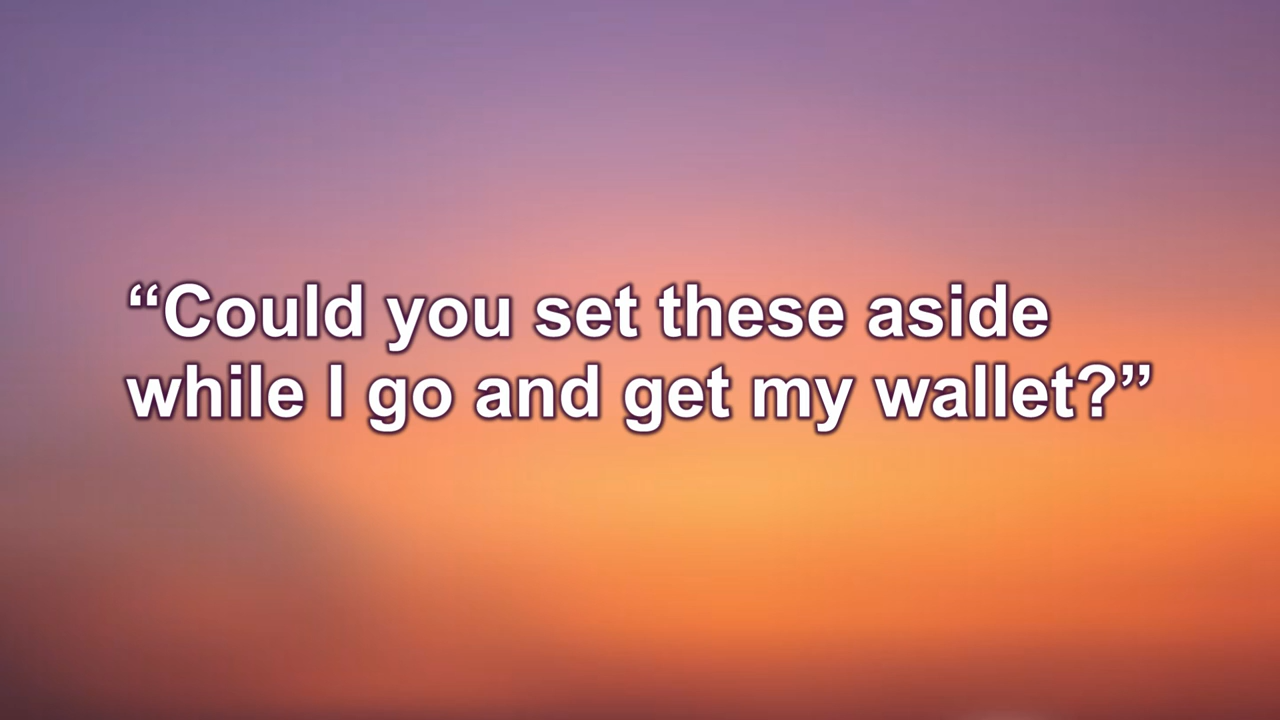 “Could you set these aside
while I go and get my wallet?”